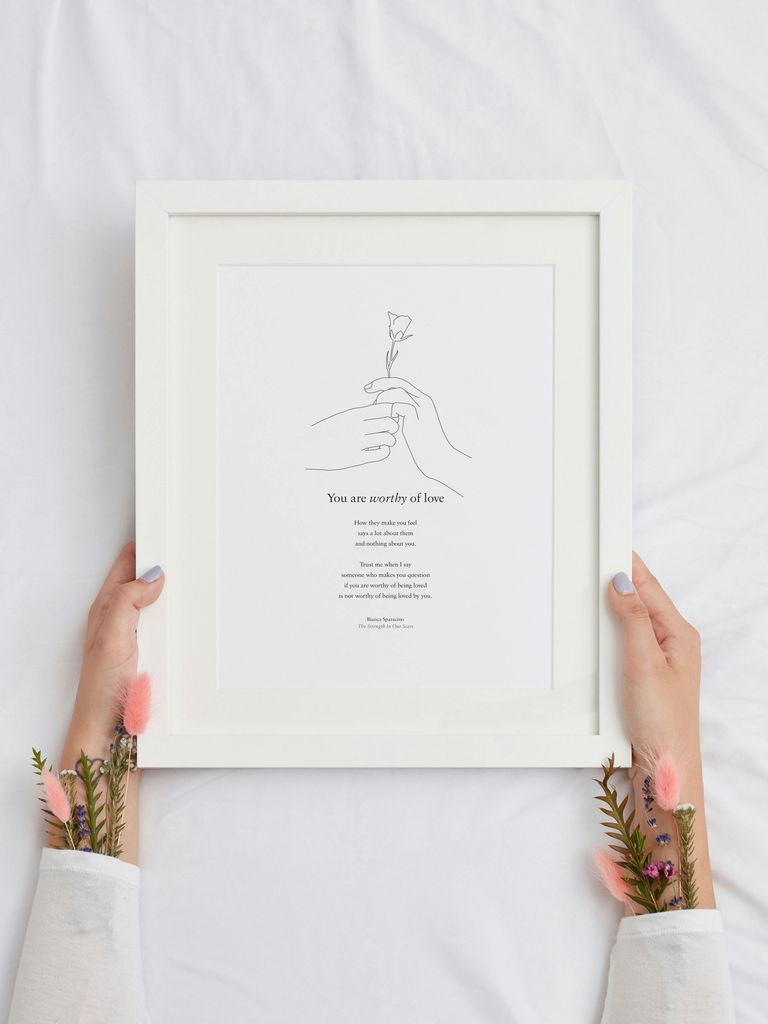 You are worthy of love
How they make you feel
says a lot about them
and nothing about you.
Trust me when I say
someone who makes you question
if you are worthy of being loved
is not worthy of being loved by you.
Bianca Sparacino
The Strength In Our Scars